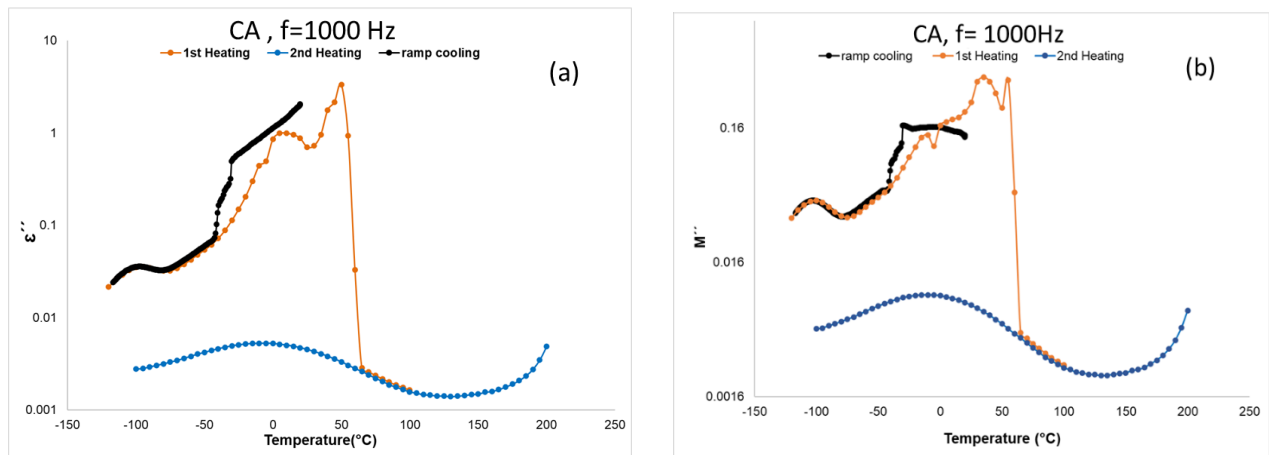 CA , f=1000 Hz
1st Heating 2nd Heating ramp cooling
(a)
10
1
0.1
0.01
0.001
ε´´
-150 -100 -50 0 50 100 150 200 250
Temperature(°C)
CA, f= 1000Hz
ramp cooling 1st Heating 2nd Heating
(b)
0.16
0.016
0.0016
M´´
-150 -100 -50 0 50 100 150 200 250
Temperature (°C)